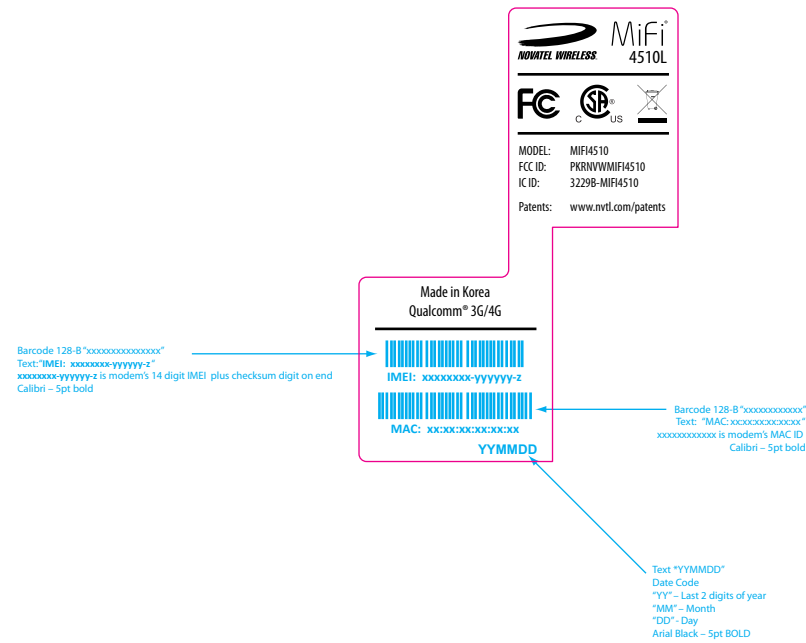 NOVATEL WIRELESS.
MiFi®
4510L
FC
C SA® US
MODEL: MIFI4510
FCC ID: PKRNVWMIFI4510
IC ID: 3229B-MIFI4510
Patents: www.nvtl.com/patents
Made in Korea
Qualcomm® 3G/4G
IMEI: xxxxxxxx-yyyyyy-z
MAC: xx:xx:xx:xx:xx:xx
YYMMDD
Barcode 128-B "xxxxxxxxxxxxxxx"
Text:"IMEI: xxxxxxxx-yyyyyy-z"
xxxxxxxx-yyyyyy-z is modem's 14 digit IMEI plus checksum digit on end
Calibri – 5pt bold
Barcode 128-B "xxxxxxxxxxxx"
Text: "MAC: xx:xx:xx:xx:xx:xx"
xxxxxxxxxxxx is modem's MAC ID
Calibri – 5pt bold
Text "YYMMDD"
Date Code
"YY" – Last 2 digits of year
"MM" – Month
"DD" - Day
Arial Black – 5pt BOLD